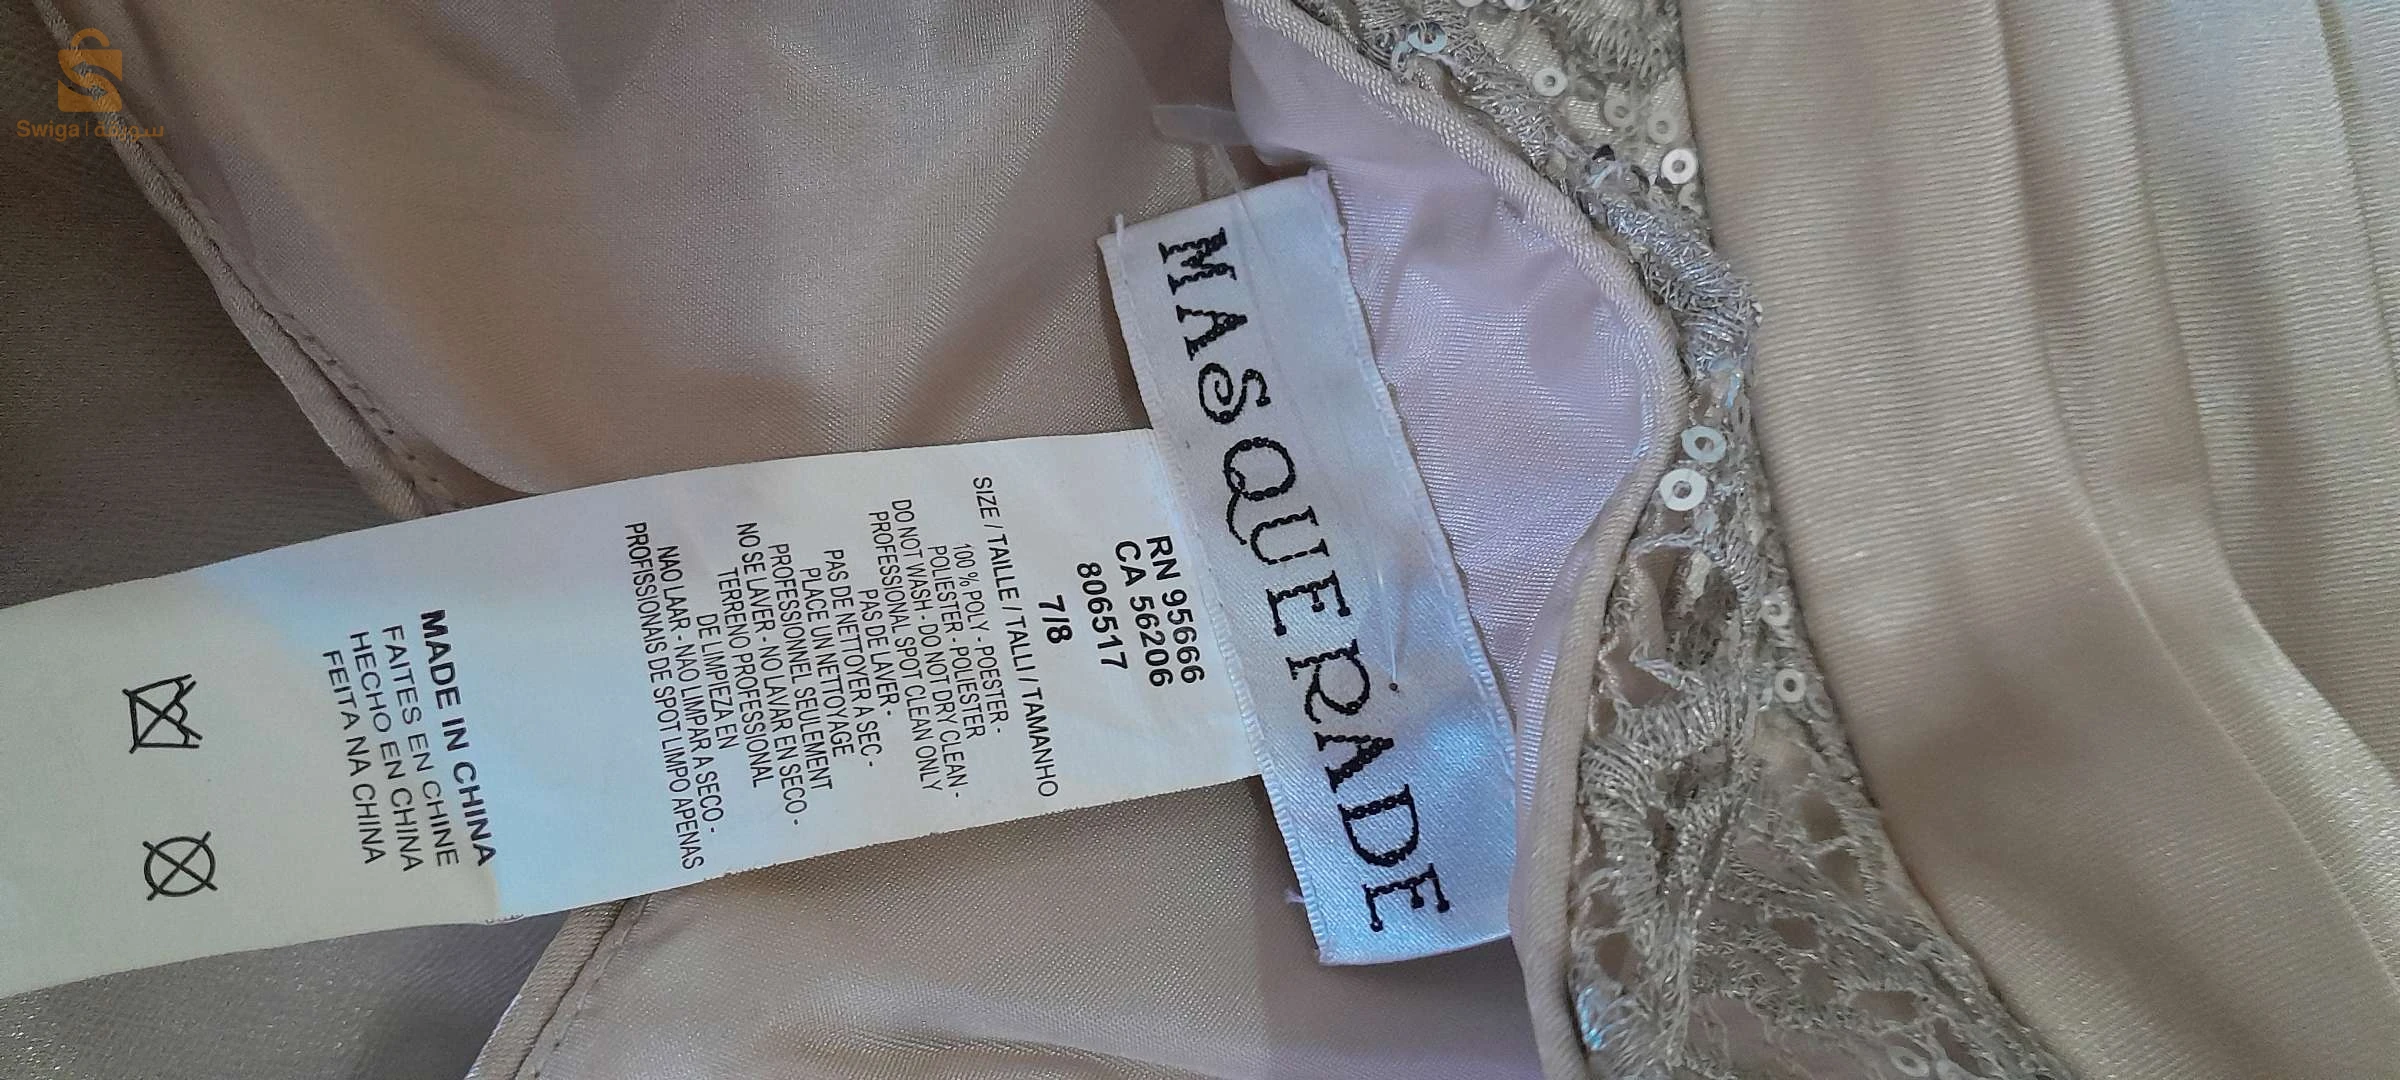 Swiga | سويقة
MASQUERADE
RN 95666
CA 56206
806517
7/8
SIZE / TAILLE / TALLI / TAMANHO
100 % POLY - POESTER -
POLIESTER - POLIESTER
DO NOT WASH - DO NOT DRY CLEAN -
PROFESSIONAL SPOT CLEAN ONLY
PAS DE LAVER -
PAS DE NETTOYER A SEC -
PLACE UN NETTOYAGE
PROFESSIONNEL SEULEMENT
NO SE LAVER - NO LAVAR EN SECO -
TERRENO PROFESSIONAL
DE LIMPIEZA EN
NAO LAAR - NAO LIMPAR A SECO -
PROFISSIONAIS DE SPOT LIMPO APENAS
MADE IN CHINA
FAITES EN CHINE
HECHO EN CHINA
FEITA NA CHINA